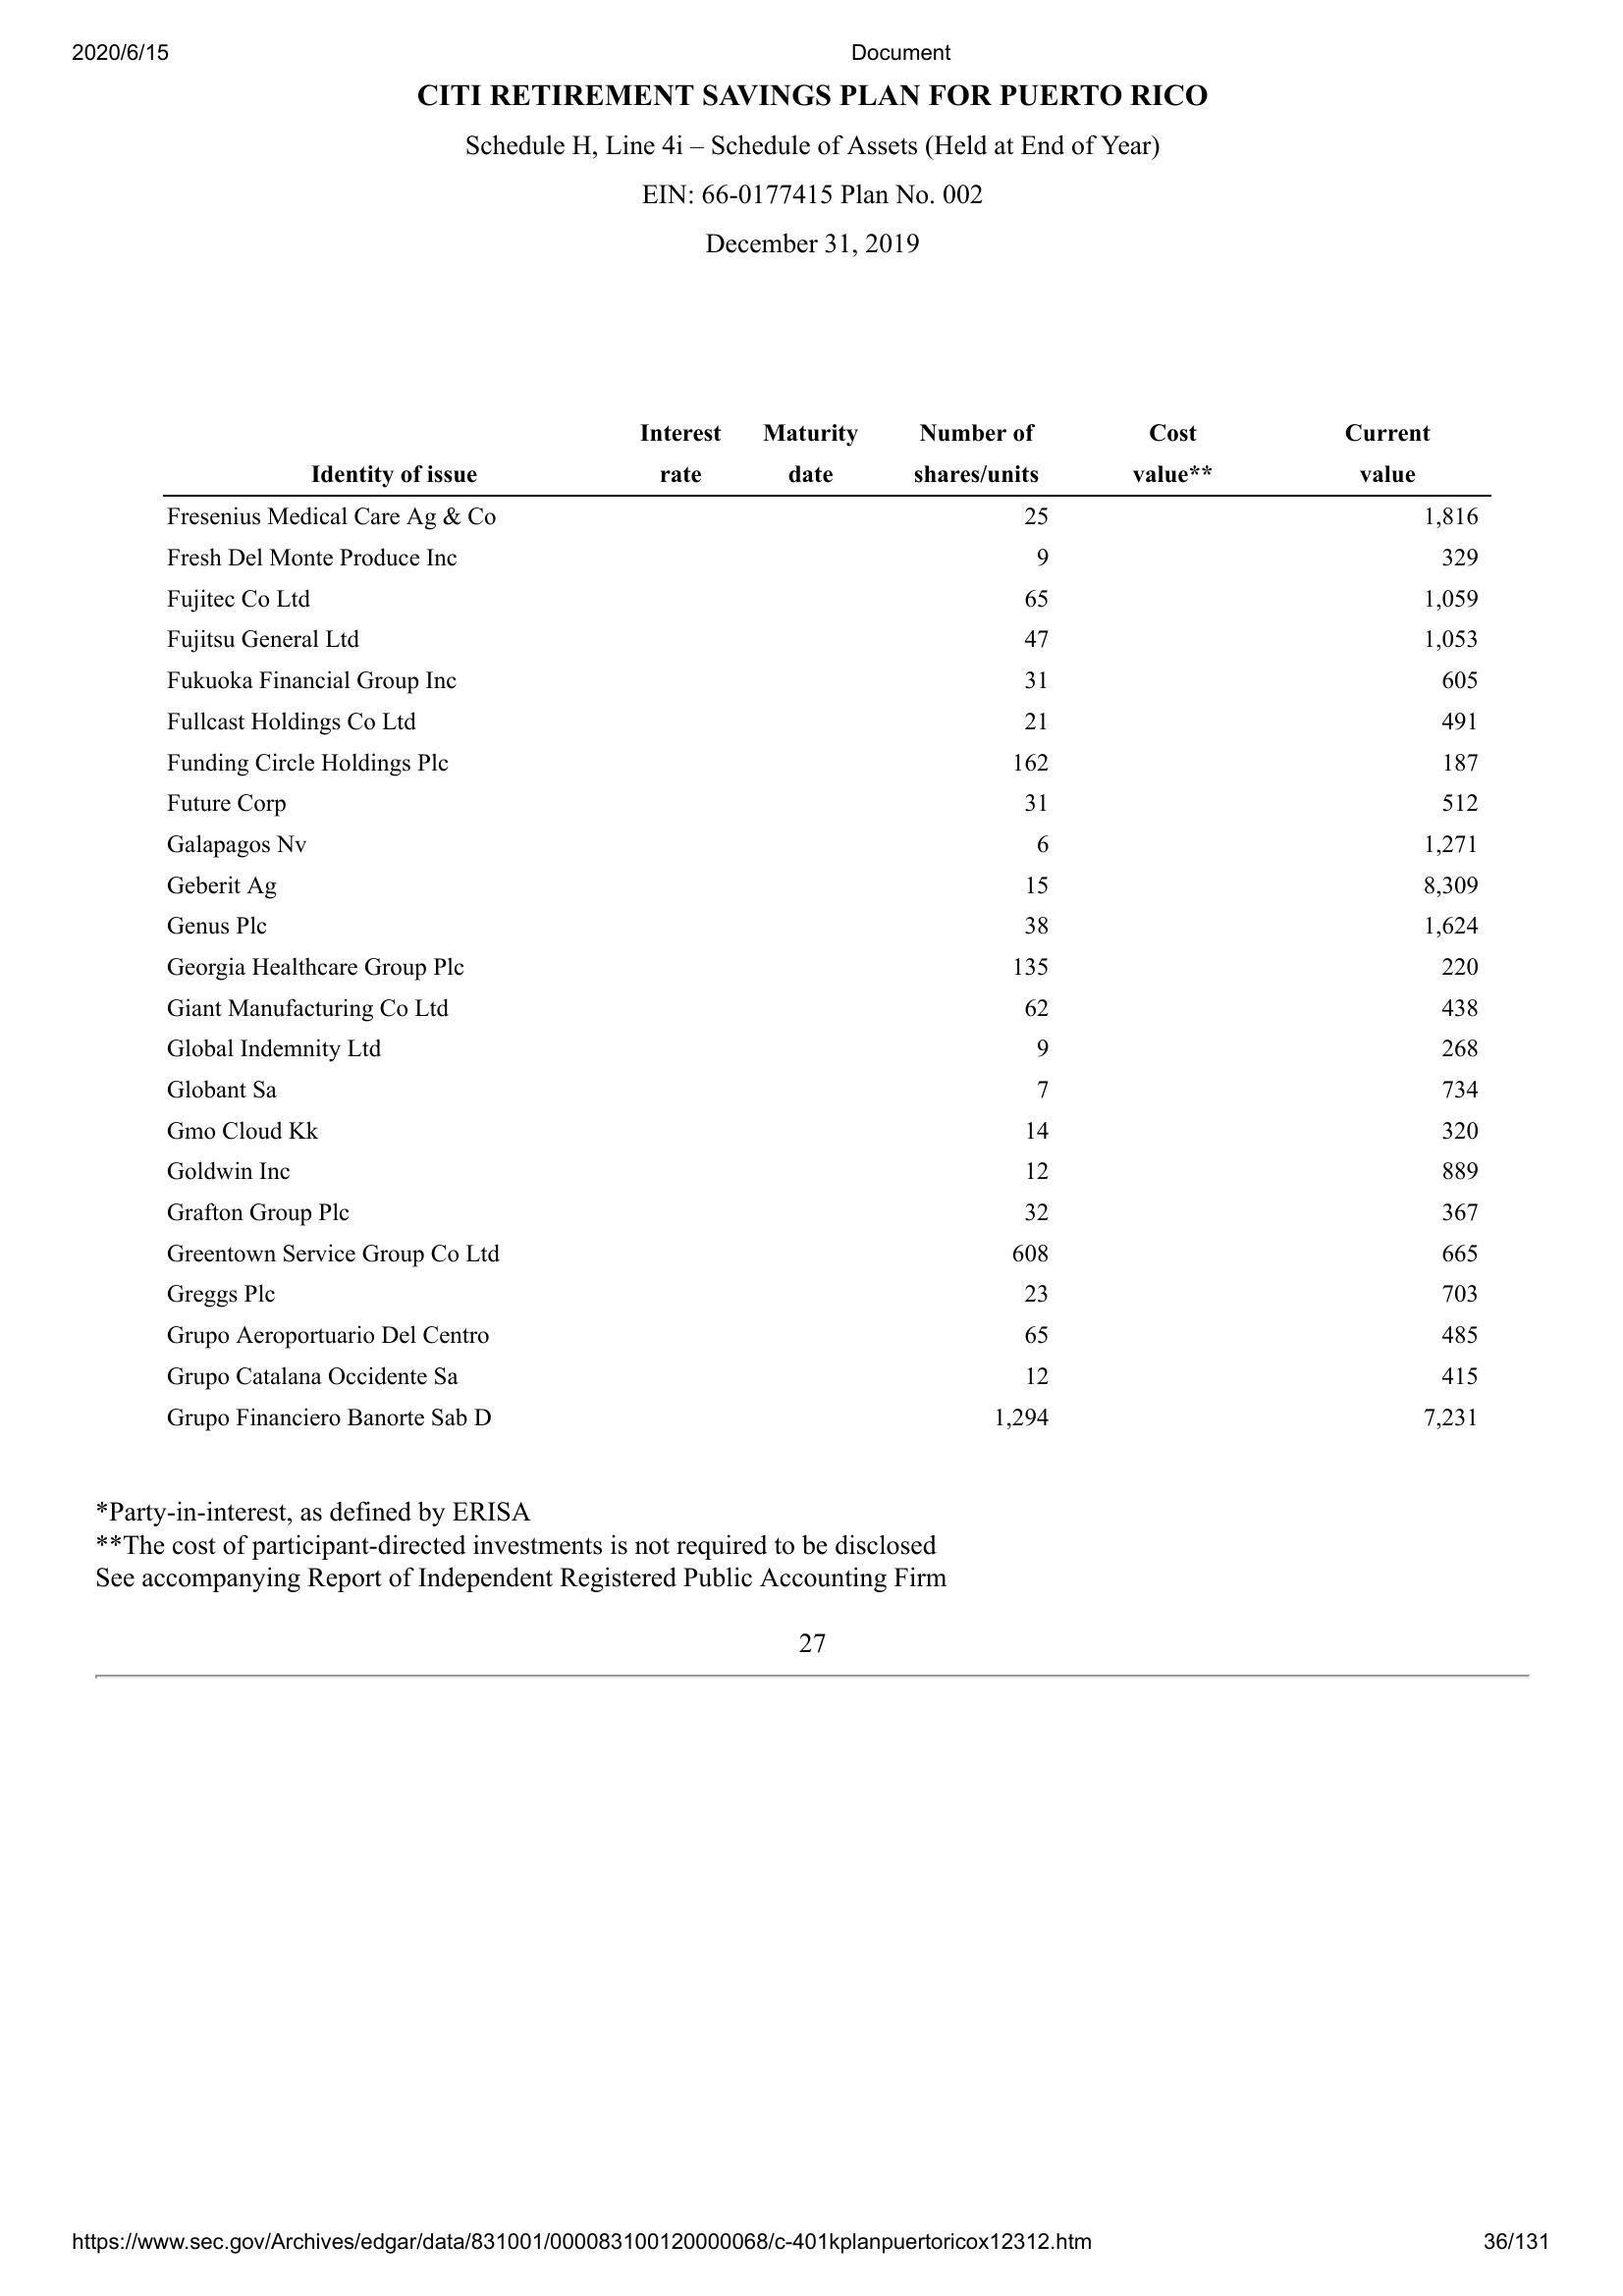 2020/6/15 Document
CITI RETIREMENT SAVINGS PLAN FOR PUERTO RICO
Schedule H, Line 4i – Schedule of Assets (Held at End of Year)
EIN: 66-0177415 Plan No. 002
December 31, 2019
Interest Maturity Number of Cost Current
Identity of issue rate date shares/units value** value
Fresenius Medical Care Ag & Co 25 1,816
Fresh Del Monte Produce Inc 9 329
Fujitec Co Ltd 65 1,059
Fujitsu General Ltd 47 1,053
Fukuoka Financial Group Inc 31 605
Fullcast Holdings Co Ltd 21 491
Funding Circle Holdings Plc 162 187
Future Corp 31 512
Galapagos Nv 6 1,271
Geberit Ag 15 8,309
Genus Plc 38 1,624
Georgia Healthcare Group Plc 135 220
Giant Manufacturing Co Ltd 62 438
Global Indemnity Ltd 9 268
Globant Sa 7 734
Gmo Cloud Kk 14 320
Goldwin Inc 12 889
Grafton Group Plc 32 367
Greentown Service Group Co Ltd 608 665
Greggs Plc 23 703
Grupo Aeroportuario Del Centro 65 485
Grupo Catalana Occidente Sa 12 415
Grupo Financiero Banorte Sab D 1,294 7,231
*Party-in-interest, as defined by ERISA
**The cost of participant-directed investments is not required to be disclosed
See accompanying Report of Independent Registered Public Accounting Firm
27
https://www.sec.gov/Archives/edgar/data/831001/000083100120000068/c-401kplanpuertoricox12312.htm 36/131